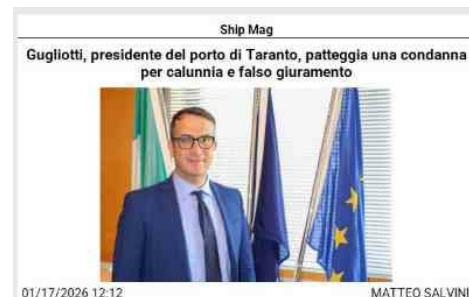 Ship Mag
Gugliotti, presidente del porto di Taranto, patteggia una condanna
per calunnia e falso giuramento
01/17/2026 12:12
MATTEO SALVINI